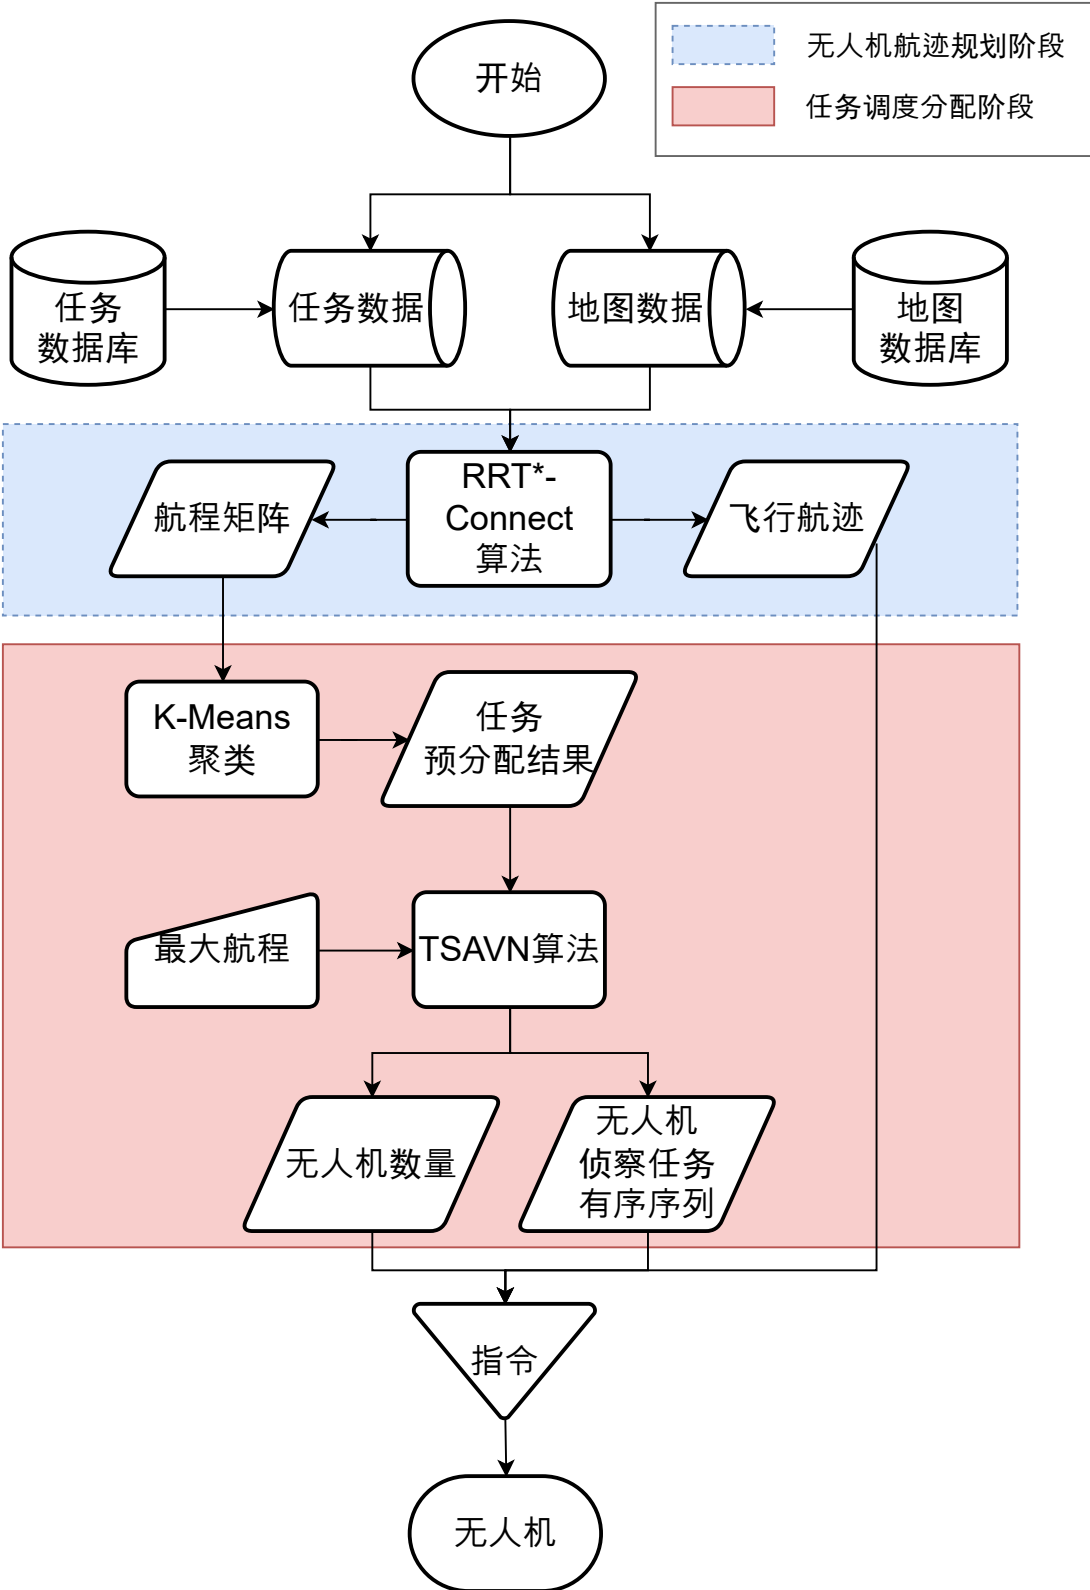 开始
无人机航迹规划阶段
任务调度分配阶段
任务
数据库
任务数据
地图数据
地图
数据库
航程矩阵
RRT*-
Connect
算法
飞行航迹
K-Means
聚类
任务
预分配结果
最大航程
TSAVN算法
无人机数量
无人机
侦察任务
有序序列
指令
无人机